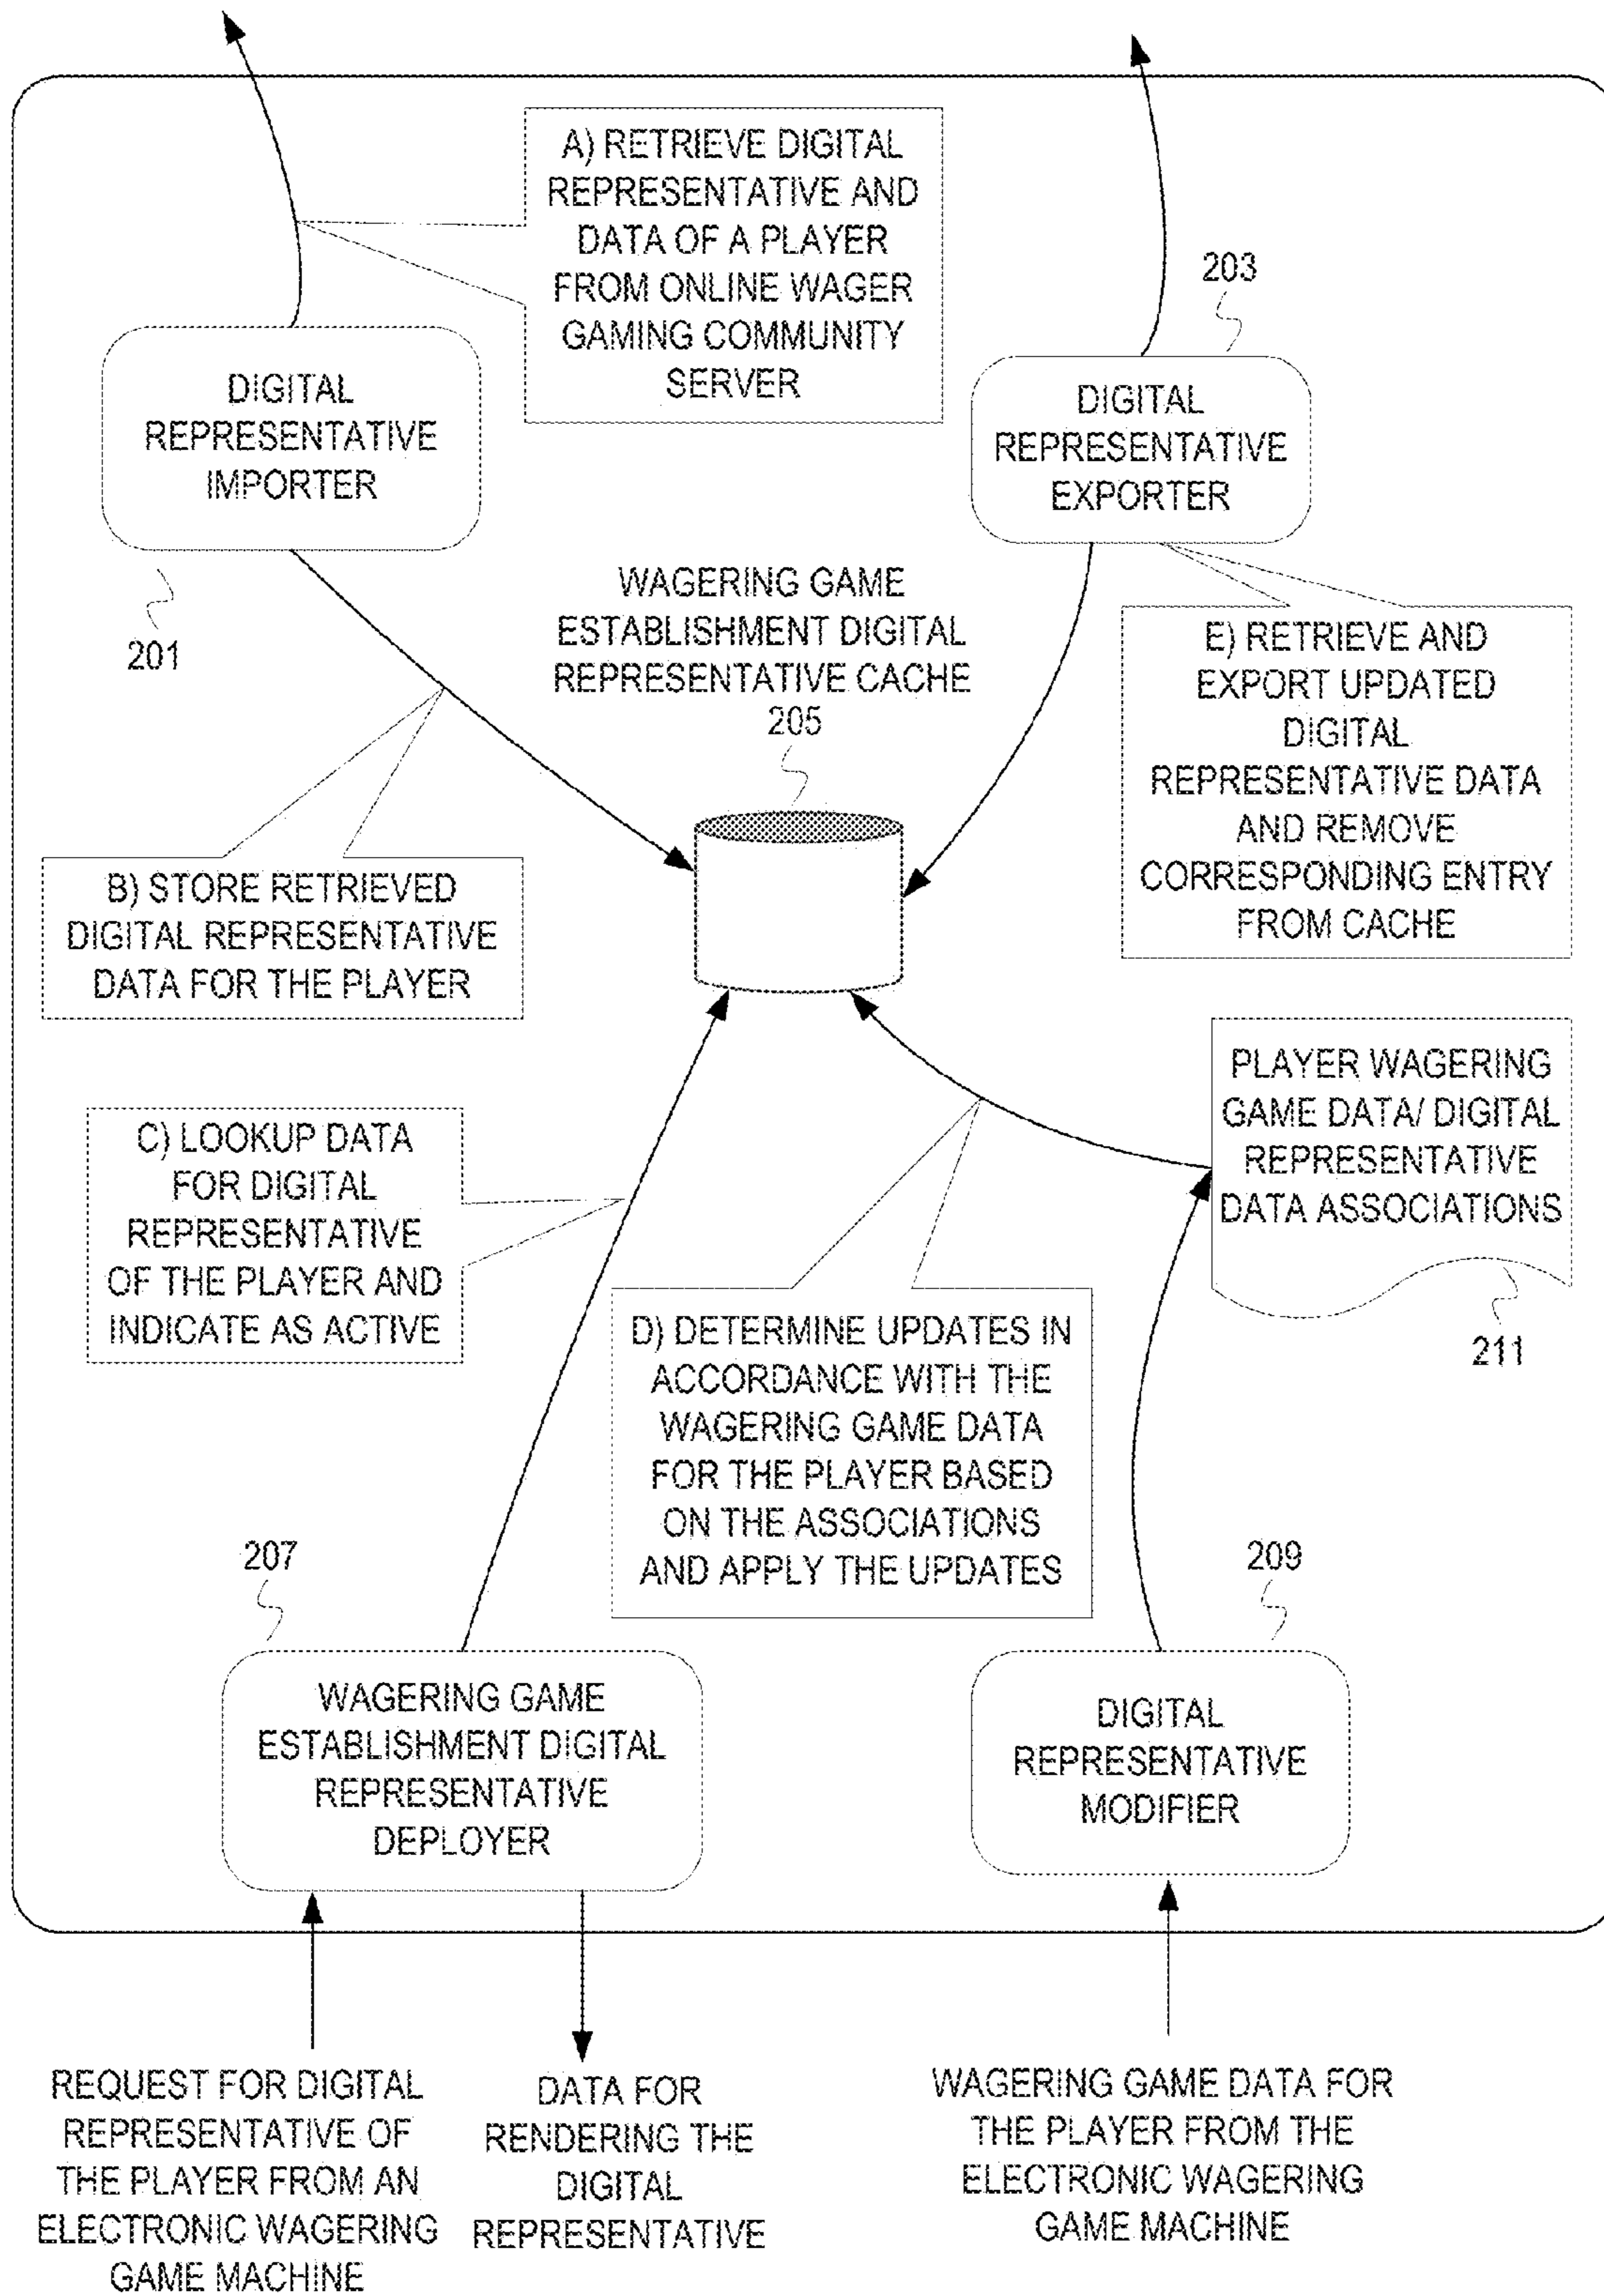 A) RETRIEVE DIGITAL
REPRESENTATIVE AND
DATA OF A PLAYER
FROM ONLINE WAGER
GAMING COMMUNITY
SERVER
203
DIGITAL
REPRESENTATIVE
IMPORTER
DIGITAL
REPRESENTATIVE
EXPORTER
201
WAGERING GAME
ESTABLISHMENT DIGITAL
REPRESENTATIVE CACHE
205
E) RETRIEVE AND
EXPORT UPDATED
DIGITAL
REPRESENTATIVE DATA
AND REMOVE
CORRESPONDING ENTRY
FROM CACHE
B) STORE RETRIEVED
DIGITAL REPRESENTATIVE
DATA FOR THE PLAYER
PLAYER WAGERING
GAME DATA/ DIGITAL
REPRESENTATIVE
DATA ASSOCIATIONS
211
C) LOOKUP DATA
FOR DIGITAL
REPRESENTATIVE
OF THE PLAYER AND
INDICATE AS ACTIVE
D) DETERMINE UPDATES IN
ACCORDANCE WITH THE
WAGERING GAME DATA
FOR THE PLAYER BASED
ON THE ASSOCIATIONS
AND APPLY THE UPDATES
207
209
WAGERING GAME
ESTABLISHMENT DIGITAL
REPRESENTATIVE
DEPLOYER
DIGITAL
REPRESENTATIVE
MODIFIER
REQUEST FOR DIGITAL
REPRESENTATIVE OF
THE PLAYER FROM AN
ELECTRONIC WAGERING
GAME MACHINE
DATA FOR
RENDERING THE
DIGITAL
REPRESENTATIVE
WAGERING GAME DATA FOR
THE PLAYER FROM THE
ELECTRONIC WAGERING
GAME MACHINE